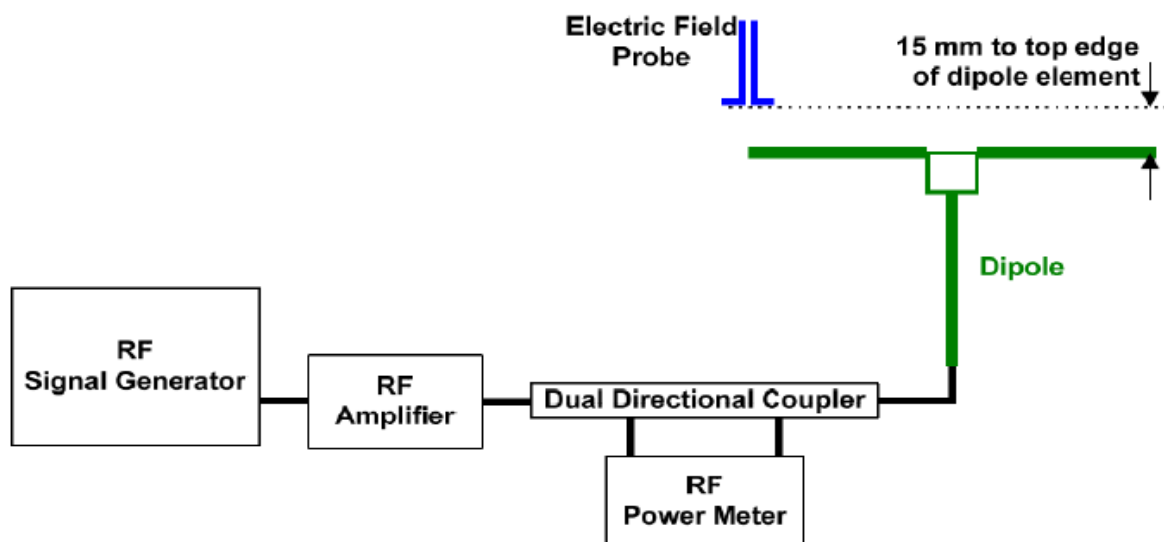 Electric Field
Probe
15 mm to top edge
of dipole element
Dipole
RF
Signal Generator
RF
Amplifier
Dual Directional Coupler
RF
Power Meter